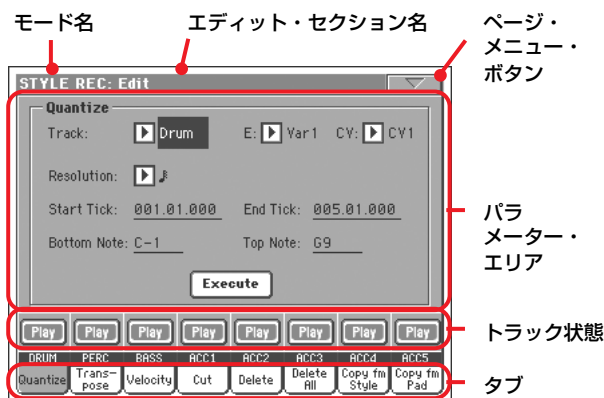 モード名 エディット・セクション名 ページ・
メニュー・
ボタン
STYLE REC: Edit
Quantize
Track: Drum E: Var1 CV: CV1
Resolution:
Start Tick: 001.01.000 End Tick: 005.01.000
Bottom Note: C-1 Top Note: G9
Execute
パラ
メーター・
エリア
Play Play Play Play Play Play Play Play
トラック状態
DRUM PERC BASS ACC1 ACC2 ACC3 ACC4 ACC5
Quantize Trans-
pose Velocity Cut Delete Delete
All Copy fm
Style Copy fm
Pad
タブ